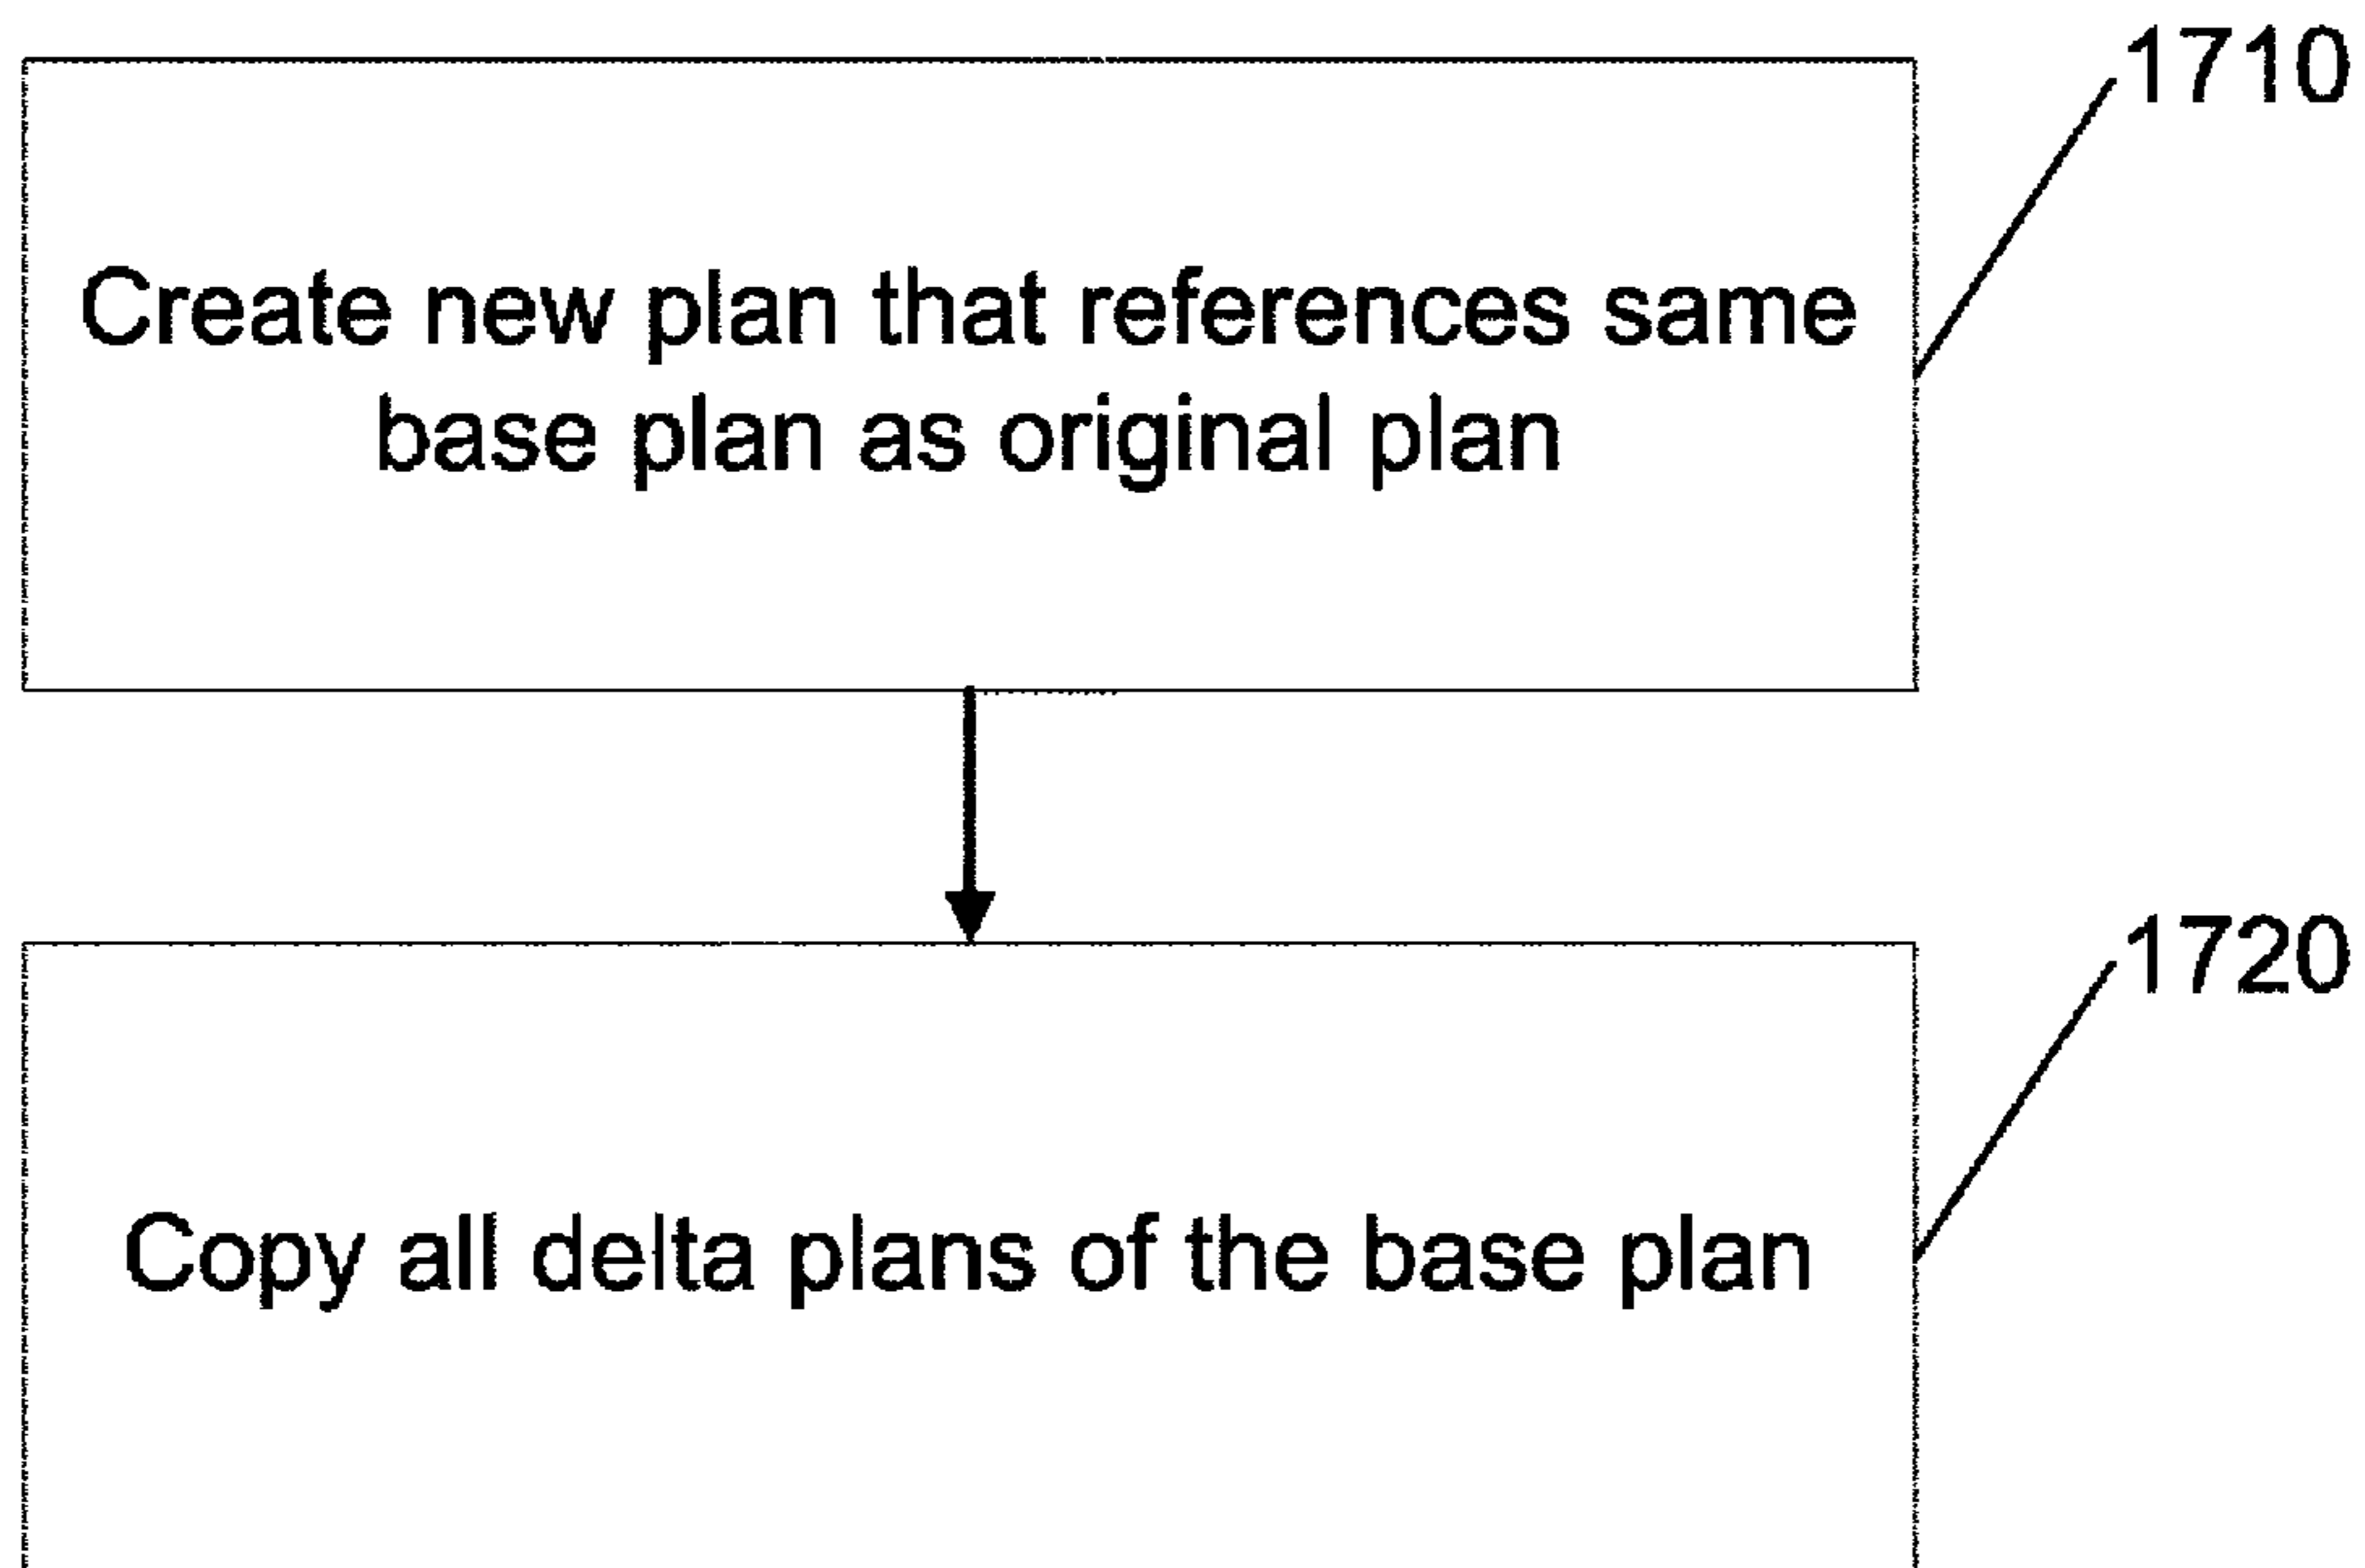 1710
Create new plan that references same
base plan as original plan
1720
Copy all delta plans of the base plan